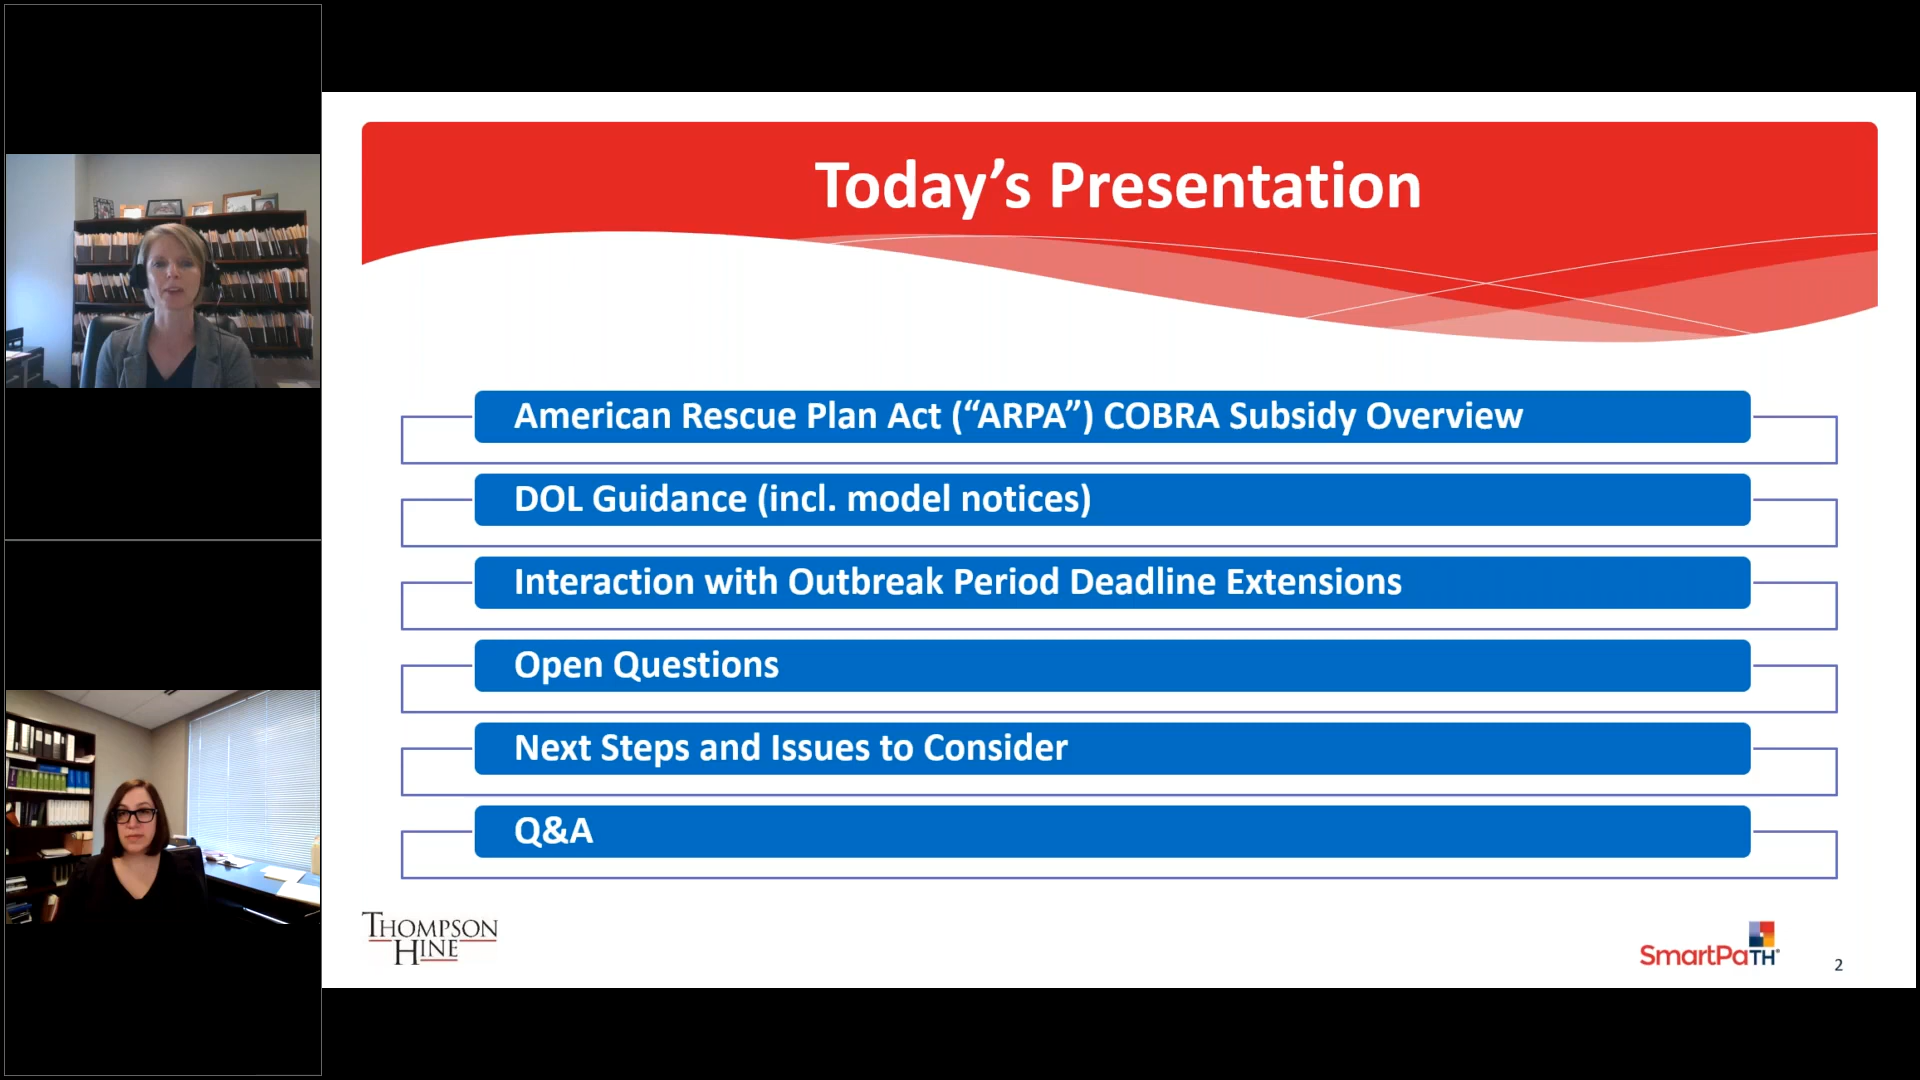 Today’s Presentation
American Rescue Plan Act (“ARPA”) COBRA Subsidy Overview
DOL Guidance (incl. model notices)
Interaction with Outbreak Period Deadline Extensions
Open Questions
Next Steps and Issues to Consider
Q&A
THOMPSON
HINE
SmartPaTH
2